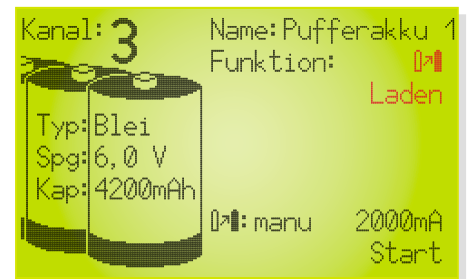 Kanal: 3
Name: Pufferakku 1
Funktion:
Laden
Typ: Blei
Spg: 6,0 V
Kap: 4200mAh
: manu 2000mA
Start